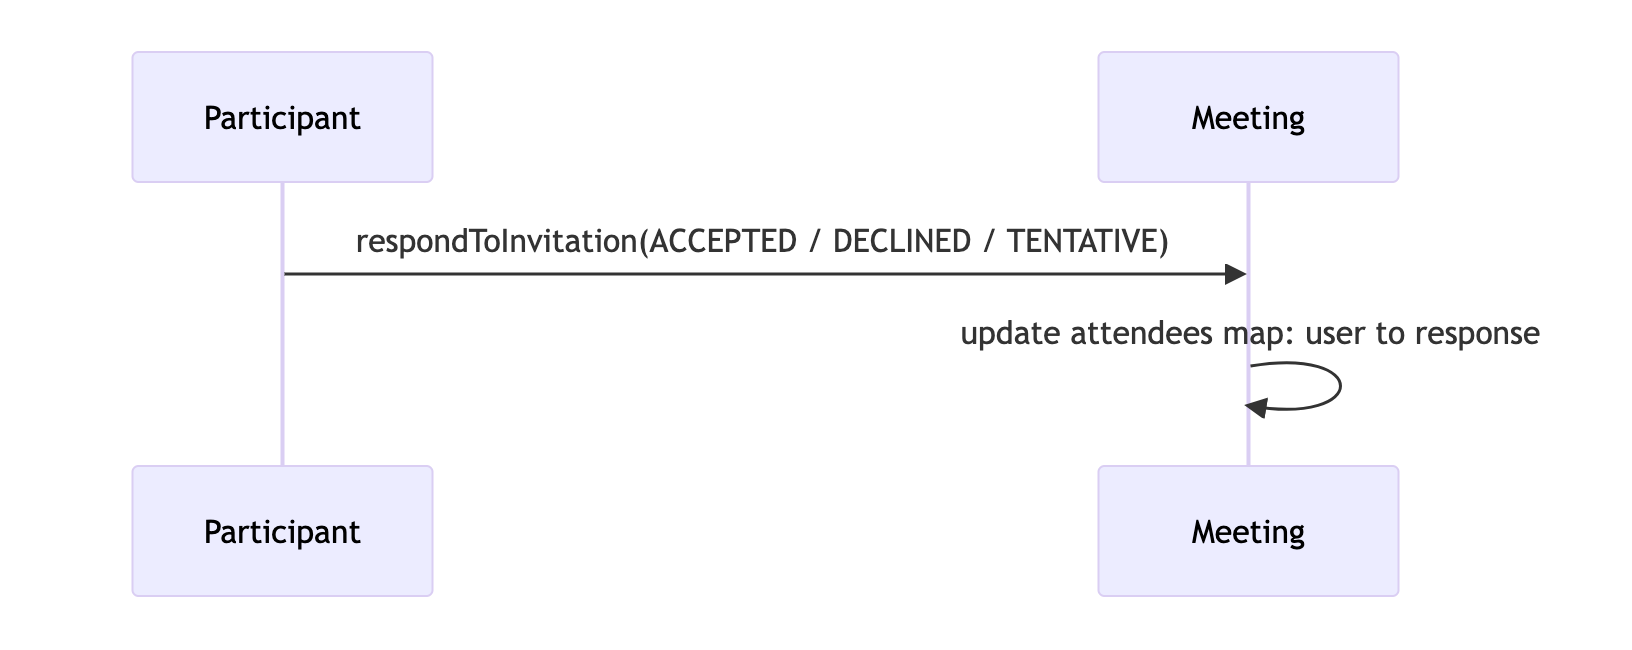 Participant
Meeting
respondToInvitation(ACCEPTED / DECLINED / TENTATIVE)
update attendees map: user to response
Participant
Meeting